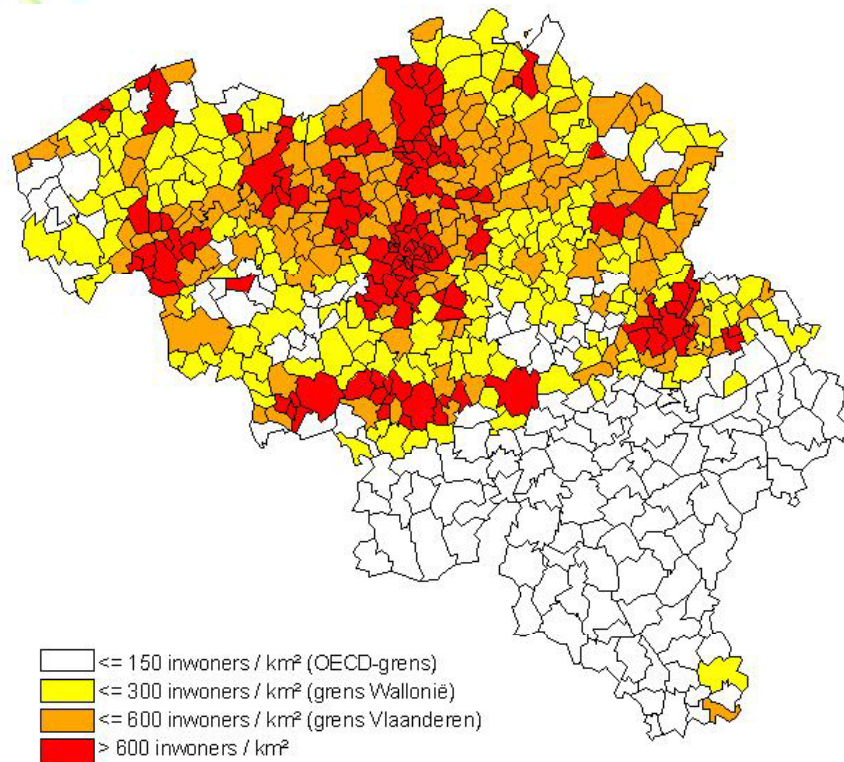 <= 150 inwoners / km² (OECD-grens)
<= 300 inwoners / km² (grens Wallonië)
<= 600 inwoners / km² (grens Vlaanderen)
> 600 inwoners / km²